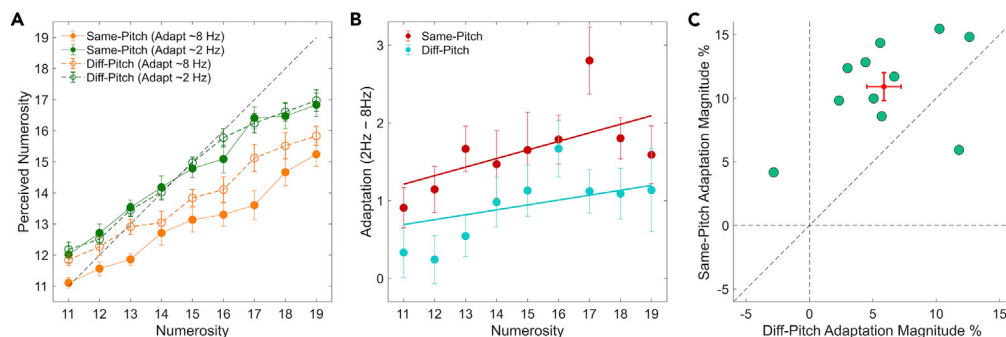 A
Same-Pitch (Adapt ~8 Hz)
Same-Pitch (Adapt ~2 Hz)
Diff-Pitch (Adapt ~8 Hz)
Diff-Pitch (Adapt ~2 Hz)
Perceived Numerosity
19
18
17
16
15
14
13
12
11
11 12 13 14 15 16 17 18 19
Numerosity
B
Same-Pitch
Diff-Pitch
Adaptation (2Hz – 8Hz)
3
2
1
0
11 12 13 14 15 16 17 18 19
Numerosity
C
Same-Pitch Adaptation Magnitude %
15
10
5
0
-5
-5 0 5 10 15
Diff-Pitch Adaptation Magnitude %